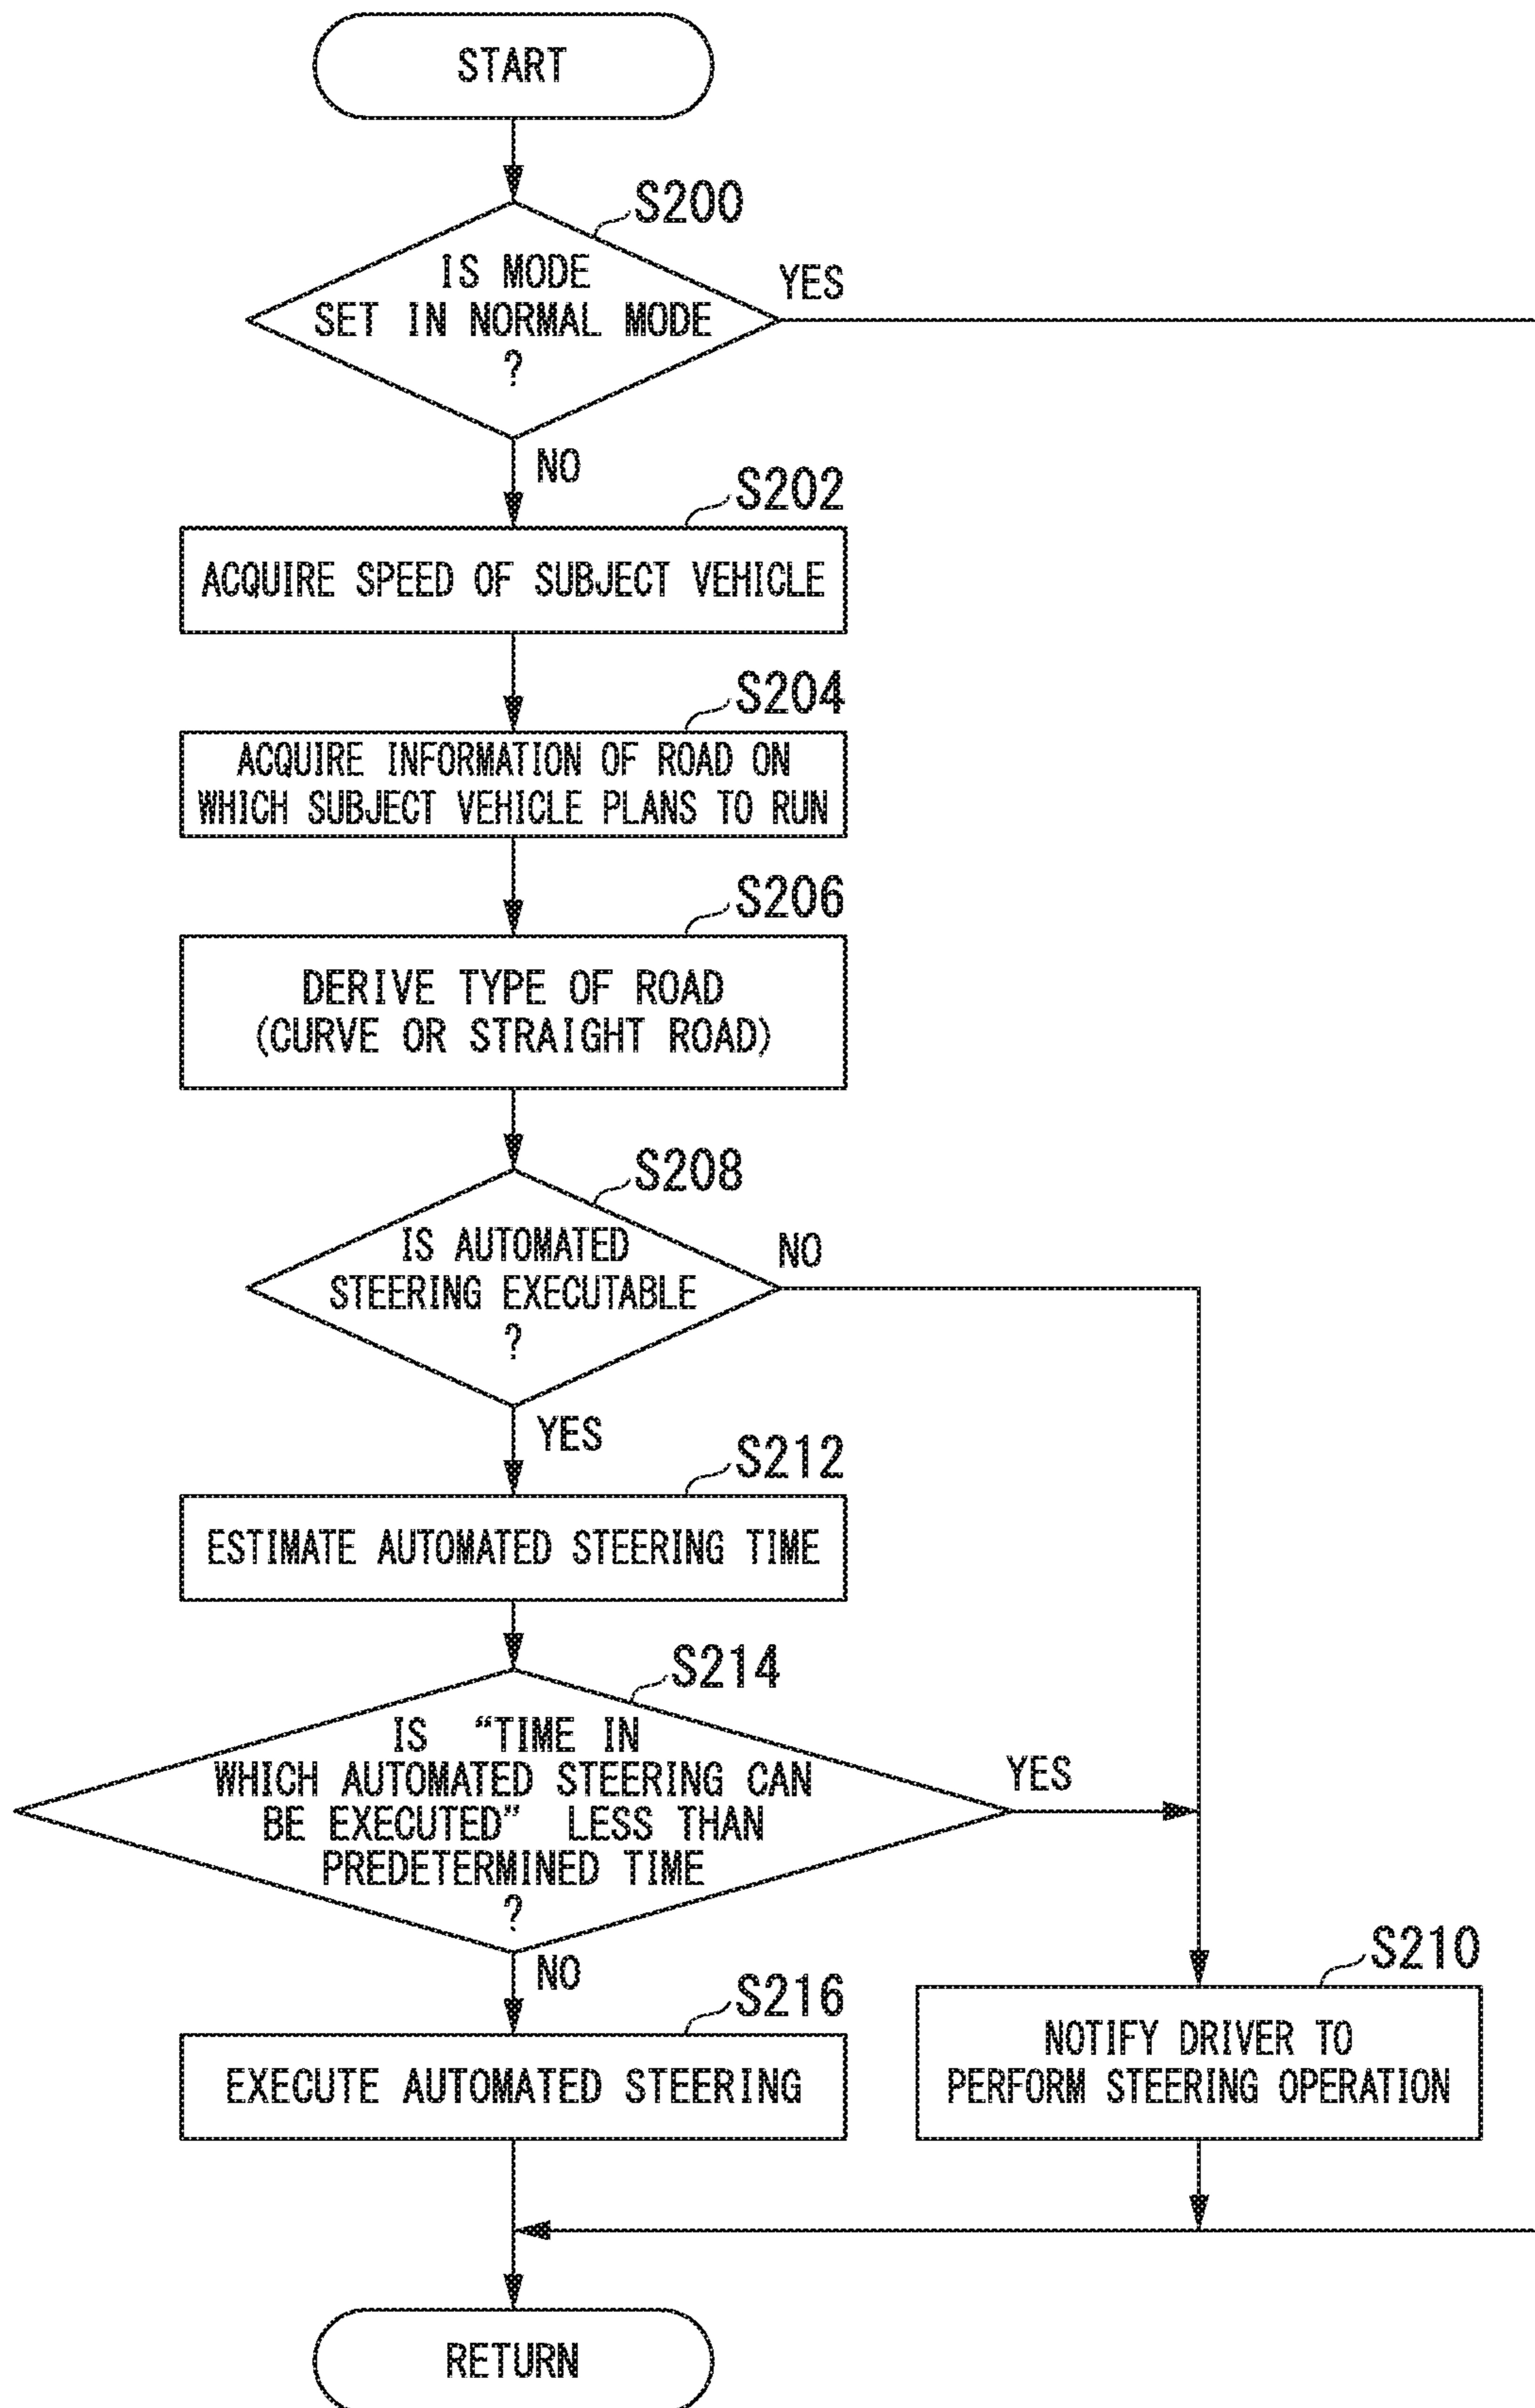 START
S200
IS MODE
SET IN NORMAL MODE
?
YES
NO
S202
ACQUIRE SPEED OF SUBJECT VEHICLE
S204
ACQUIRE INFORMATION OF ROAD ON
WHICH SUBJECT VEHICLE PLANS TO RUN
S206
DERIVE TYPE OF ROAD
(CURVE OR STRAIGHT ROAD)
S208
IS AUTOMATED
STEERING EXECUTABLE
?
NO
YES
S212
ESTIMATE AUTOMATED STEERING TIME
S214
IS “TIME IN
WHICH AUTOMATED STEERING CAN
BE EXECUTED” LESS THAN
PREDETERMINED TIME
?
YES
NO
S216
EXECUTE AUTOMATED STEERING
S210
NOTIFY DRIVER TO
PERFORM STEERING OPERATION
RETURN